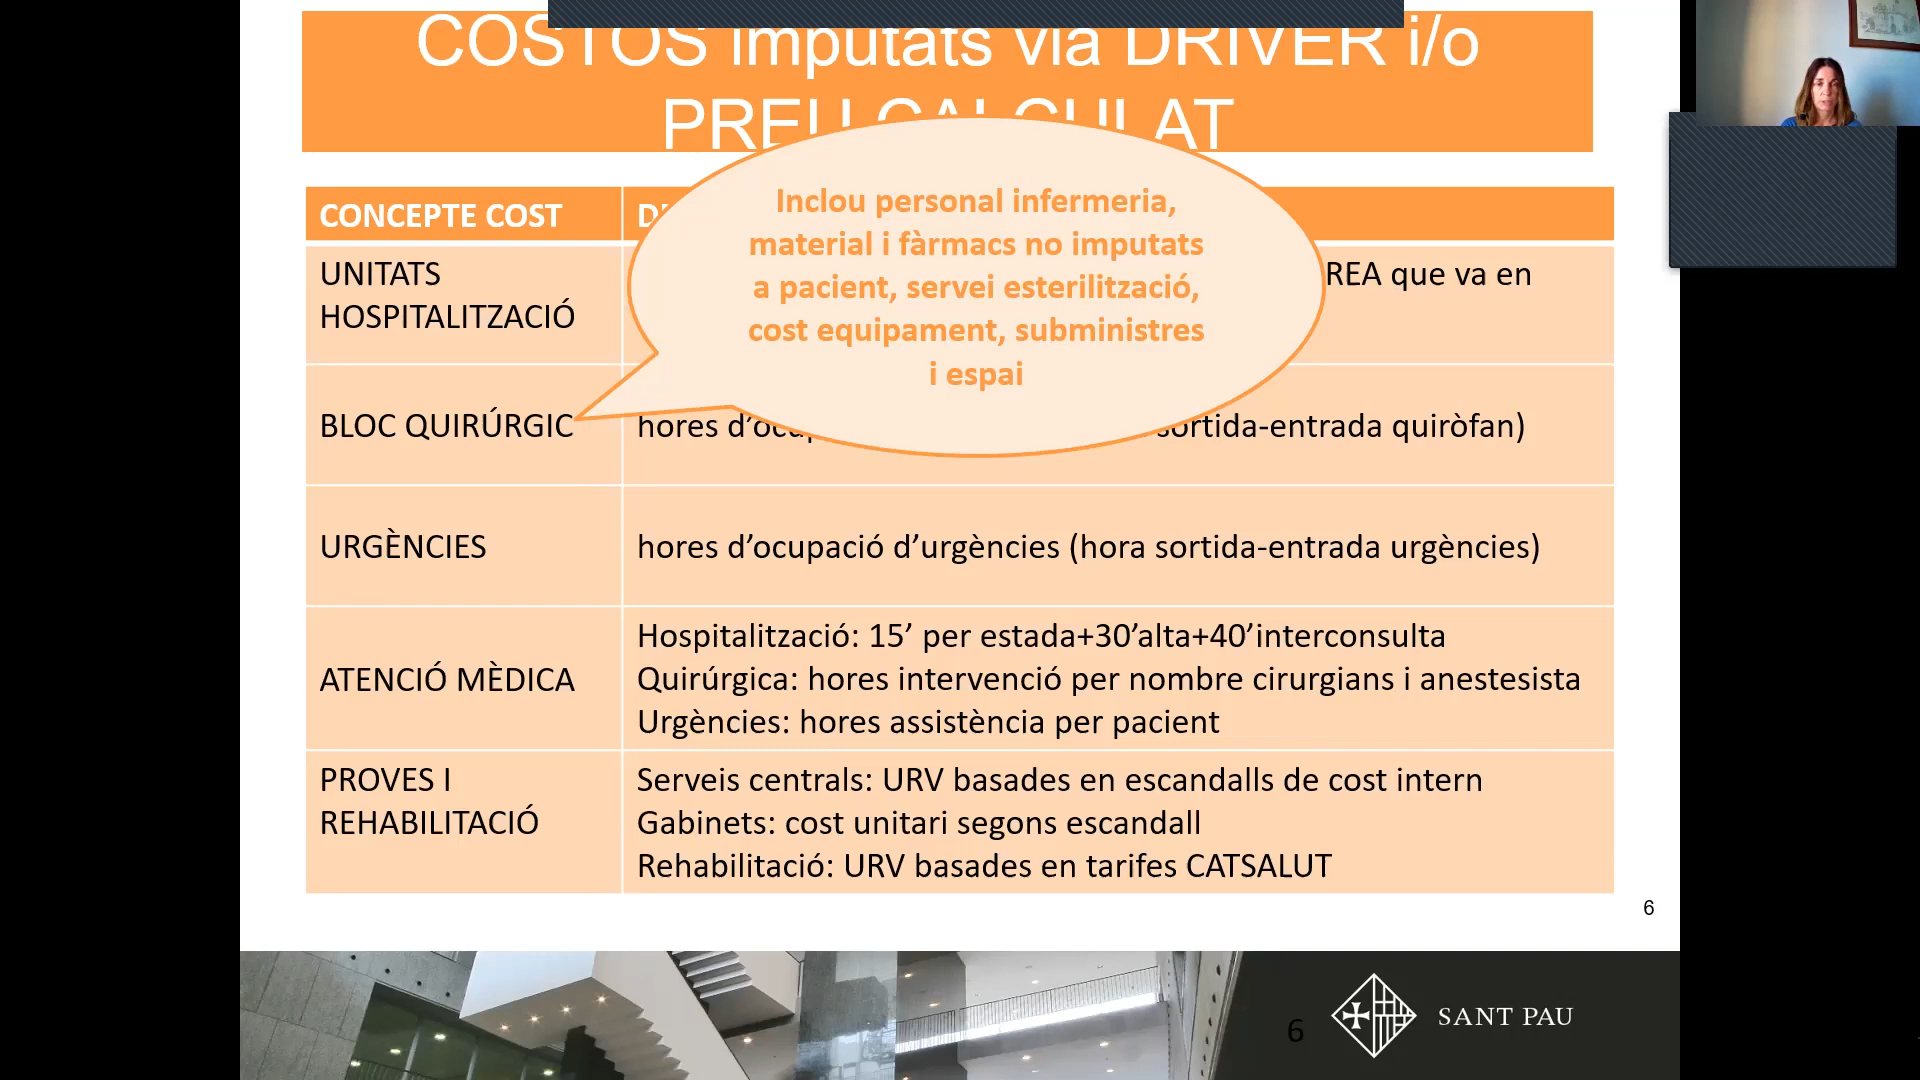 COSTOS imputats via DRIVER i/o
PREU CALCULAT
Inclou personal infermeria,
material i fàrmacs no imputats
a pacient, servei esterilització,
cost equipament, subministres
i espai
CONCEPTE COST
UNITATS
HOSPITALITZACIÓ
REA que va en
BLOC QUIRÚRGIC
hores d’ocup sortida-entrada quiròfan)
URGÈNCIES
hores d’ocupació d’urgències (hora sortida-entrada urgències)
ATENCIÓ MÈDICA
Hospitalització: 15’ per estada+30’alta+40’interconsulta
Quirúrgica: hores intervenció per nombre cirurgians i anestesista
Urgències: hores assistència per pacient
PROVES I
REHABILITACIÓ
Serveis centrals: URV basades en escandalls de cost intern
Gabinets: cost unitari segons escandall
Rehabilitació: URV basades en tarifes CATSALUT
6
6
SANT PAU